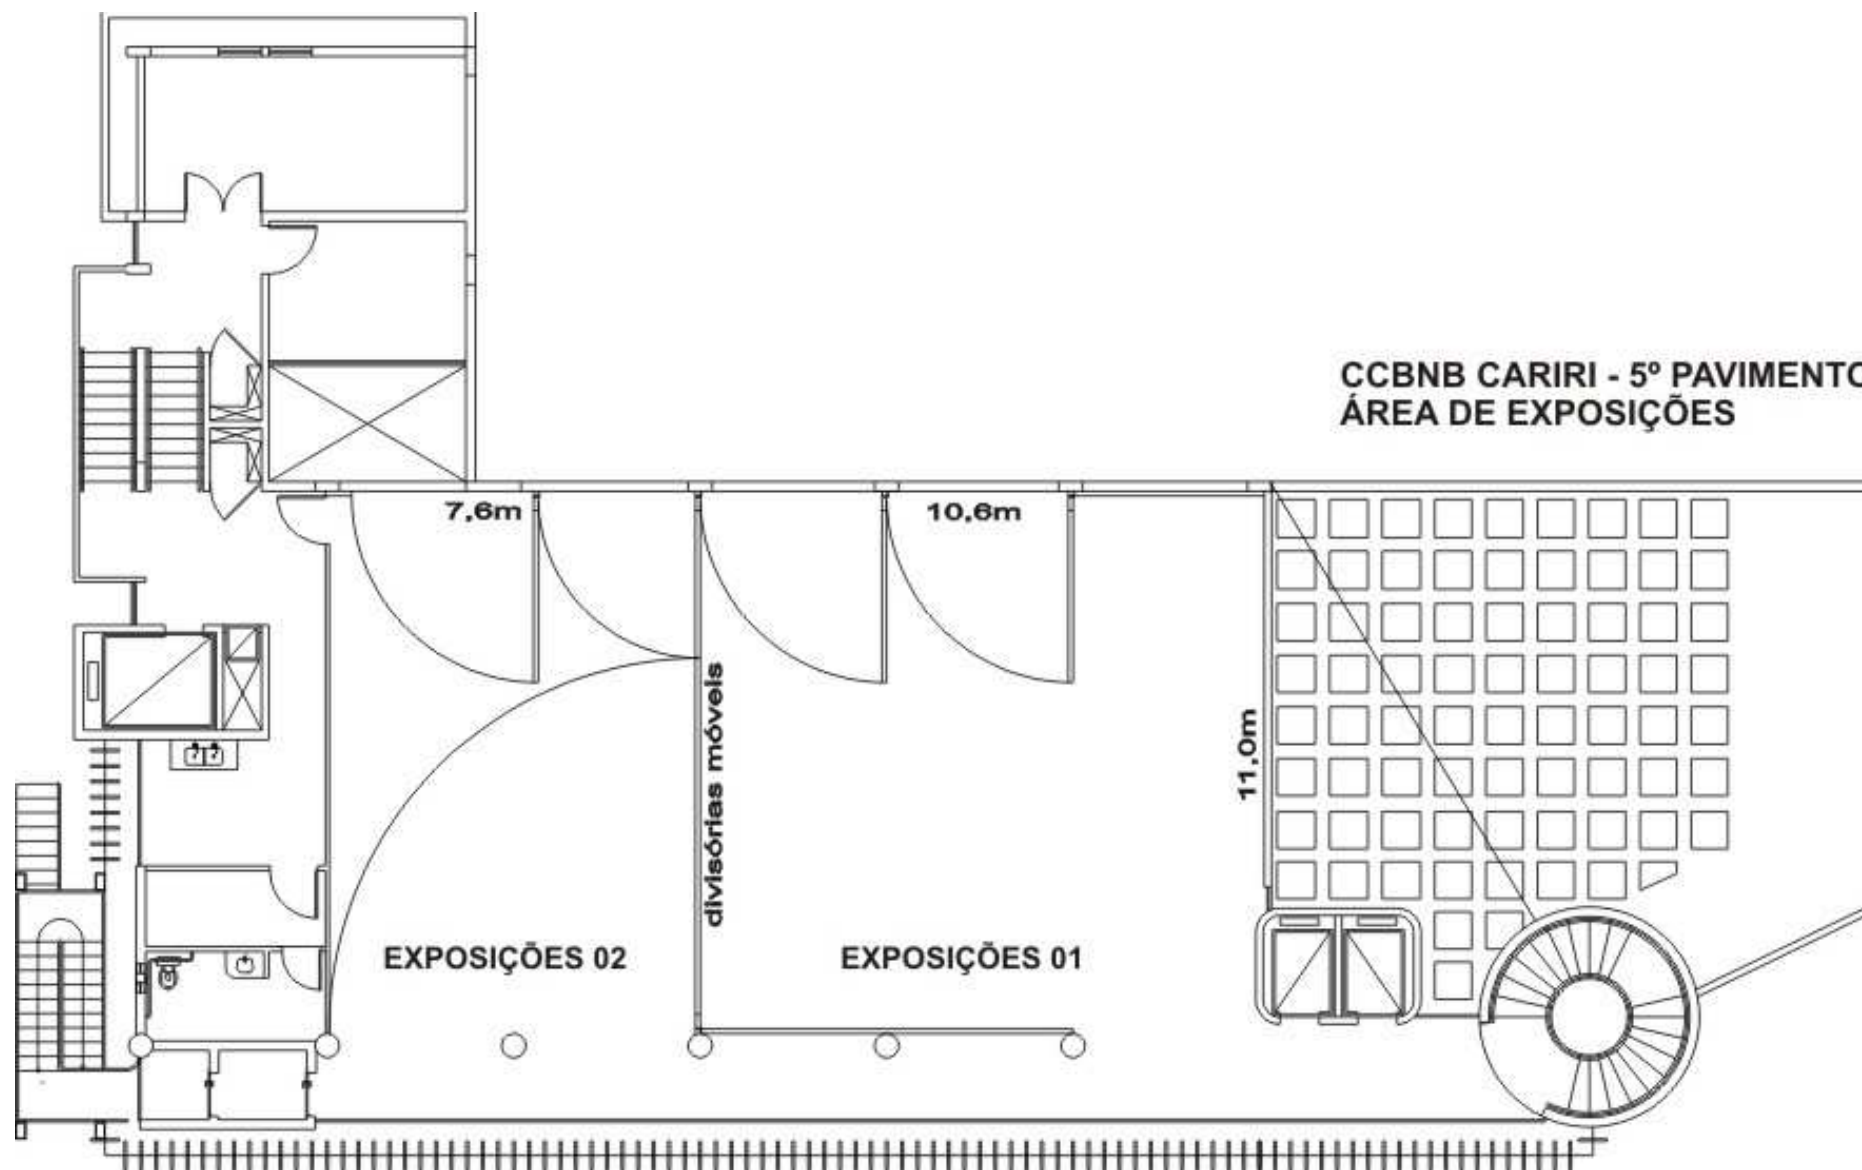 CCBNB CARIRI - 5º PAVIMENTO
ÁREA DE EXPOSIÇÕES
7,6m
10,6m
divisórias móveis
11,0m
EXPOSIÇÕES 02
EXPOSIÇÕES 01